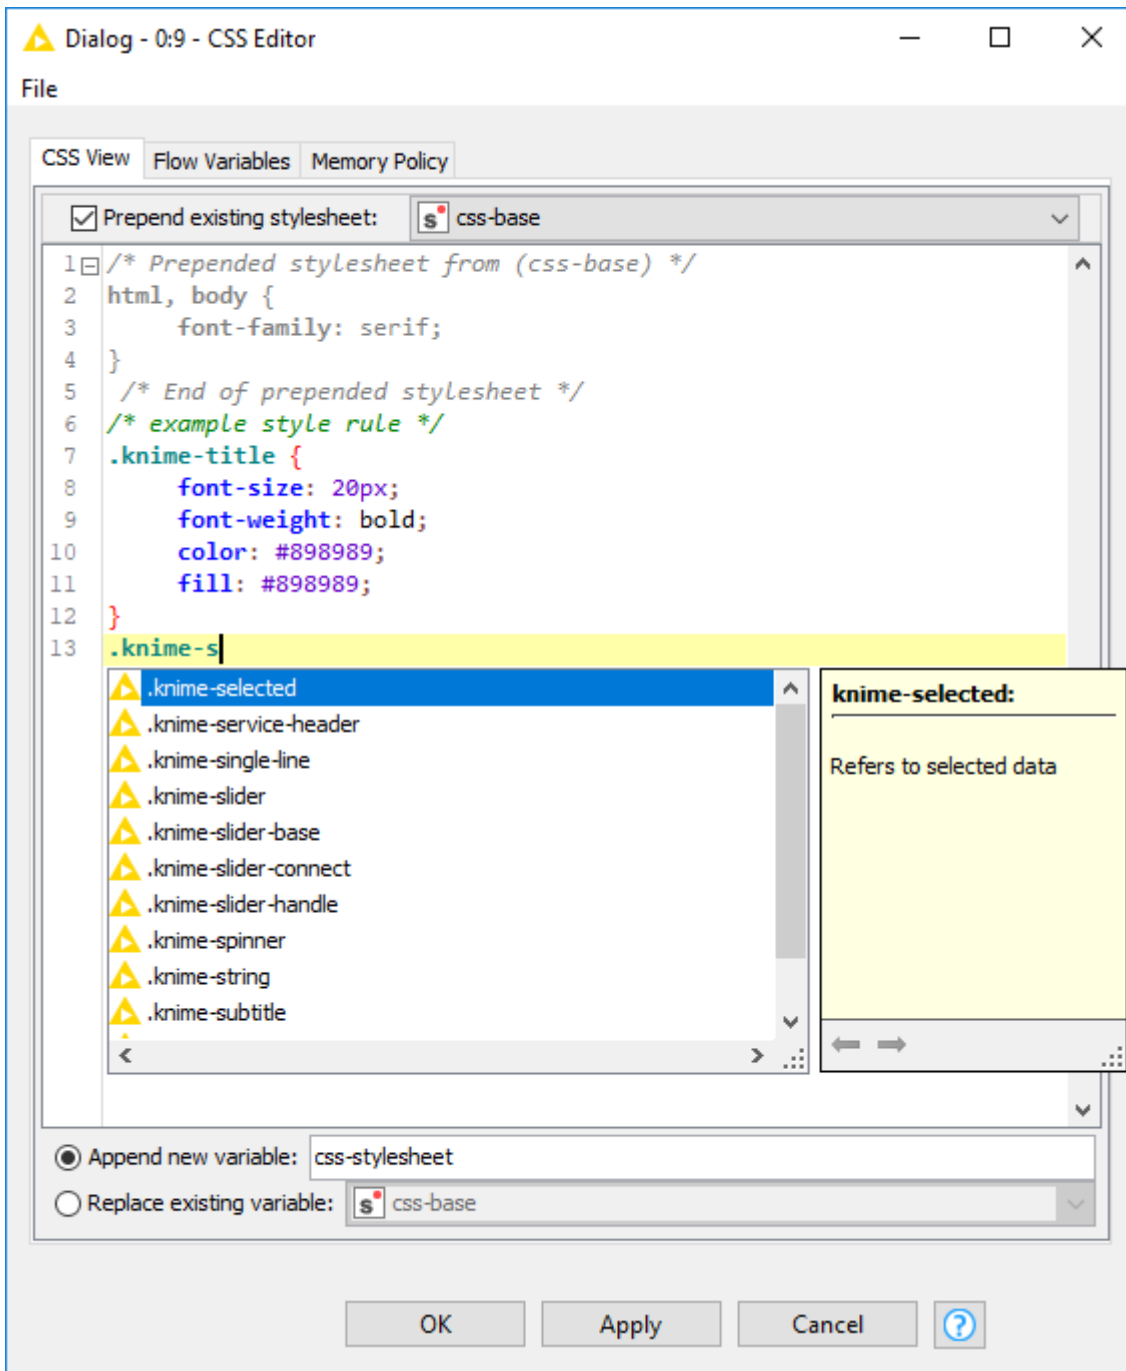 Dialog - 0:9 - CSS Editor
File
CSS View Flow Variables Memory Policy
Prepend existing stylesheet: s css-base
1 /* Prepended stylesheet from (css-base) */
2 html, body {
3 font-family: serif;
4 }
5 /* End of prepended stylesheet */
6 /* example style rule */
7 .knime-title {
8 font-size: 20px;
9 font-weight: bold;
10 color: #898989;
11 fill: #898989;
12 }
13 .knime-s
.knime-selected
.knime-service-header
.knime-single-line
.knime-slider
.knime-slider-base
.knime-slider-connect
.knime-slider-handle
.knime-spinner
.knime-string
.knime-subtitle
knime-selected:
Refers to selected data
Append new variable: css-stylesheet
Replace existing variable: s css-base
OK Apply Cancel ?